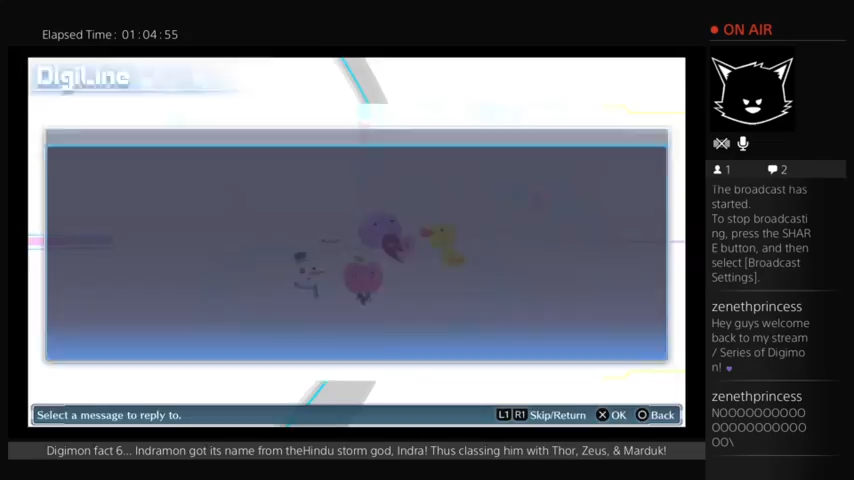 Elapsed Time: 01:04:55
ON AIR
DigiLine
1
2
The broadcast has
started.
To stop broadcasti
ng, press the SHAR
E button, and then
select [Broadcast
Settings].
zenethprincess
Hey guys welcome
back to my stream
/ Series of Digimo
n!
zenethprincess
NOOOOOOOOOO
OOOOOOOOOOOO
OO\
Select a message to reply to.
L1 R1 Skip/Return
OK
Back
Digimon fact 6... Indramon got its name from theHindu storm god, Indra! Thus classing him with Thor, Zeus, & Marduk!